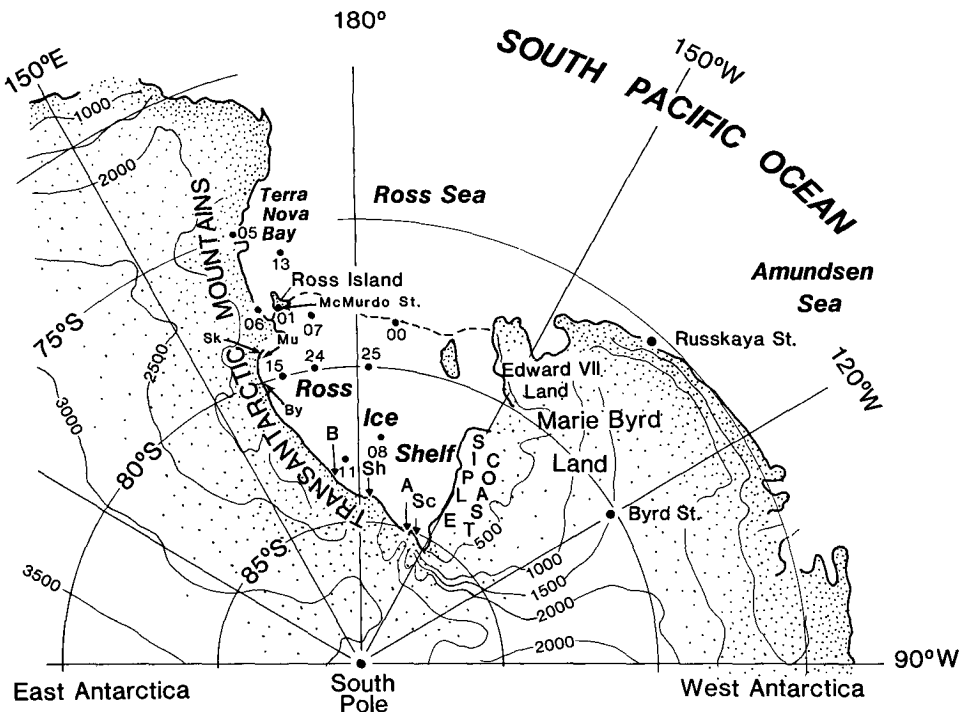 180°
SOUTH PACIFIC OCEAN
150°W
150°E
1000
2000
Ross Sea
Terra
Nova
Bay
05
13
MOUNTAINS
Ross Island
McMurdo St.
Amundsen
Sea
06
01
07
00
Mu
Sk
75°S
Russkaya St.
2500
15
24
25
Ross
Edward VII
Land
120°W
By
3000
TRANSANTARCTIC
Ice
Marie Byrd
Land
B
08
Shelf
80°S
11
Sh
SIPLE
COAST
A
Sc
Byrd St.
500
85°S
1000
1500
2000
3500
2000
90°W
East Antarctica
South
Pole
West Antarctica